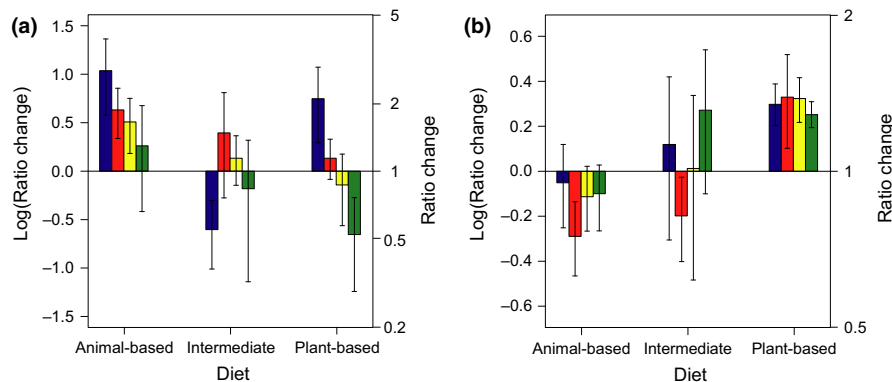 (a)
Log(Ratio change)
1.5
1.0
0.5
0.0
–0.5
–1.0
–1.5
5
2
1
0.5
0.2
Ratio change
Animal-based Intermediate Plant-based
Diet
(b)
Log(Ratio change)
0.6
0.4
0.2
0.0
–0.2
–0.4
–0.6
2
1
0.5
Ratio change
Animal-based Intermediate Plant-based
Diet